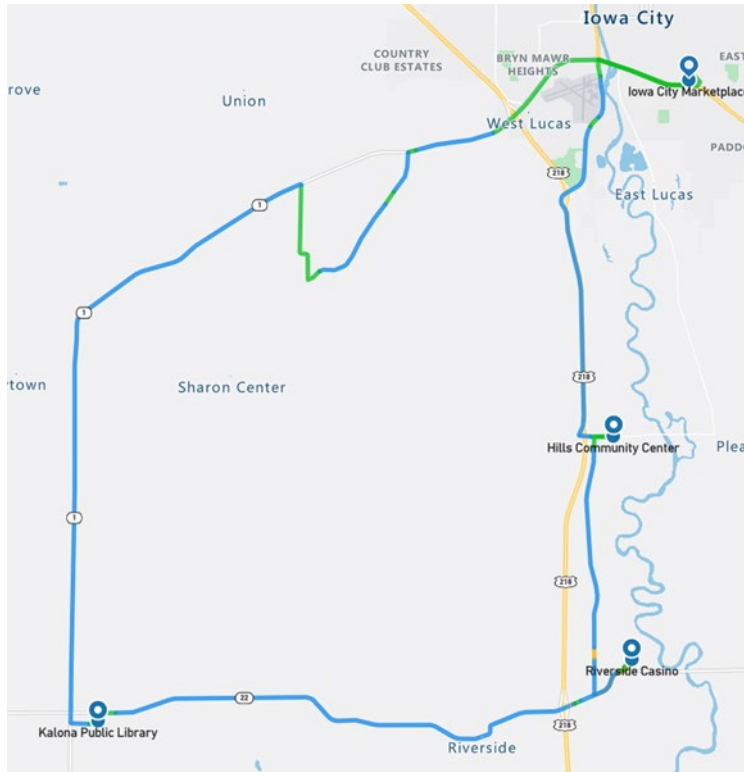 Iowa City
COUNTRY
CLUB ESTATES
BRYN MAWR
HEIGHTS
EAST
Iowa City Marketplace
rove
Union
West Lucas
PADDO
218
East Lucas
1
1
218
Sharon Center
rtown
Hills Community Center
Plea
1
218
Riverside Casino
22
Kalona Public Library
218
Riverside